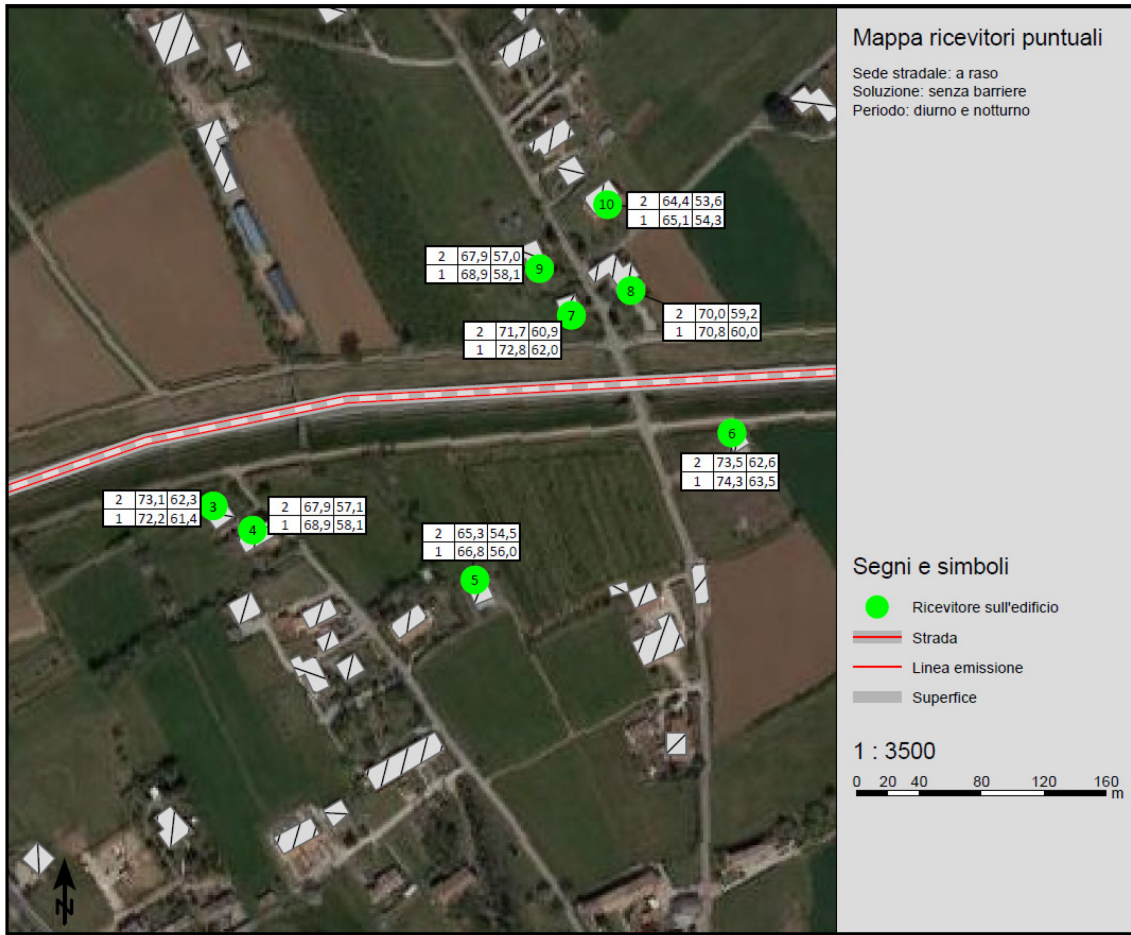 Mappa ricevitori puntuali
Sede stradale: a raso
Soluzione: senza barriere
Periodo: diurno e notturno
10
2 64,4 53,6
1 65,1 54,3
9
2 67,9 57,0
1 68,9 58,1
8
2 70,0 59,2
1 70,8 60,0
7
2 71,7 60,9
1 72,8 62,0
6
2 73,5 62,6
1 74,3 63,5
3
2 73,1 62,3
1 72,2 61,4
4
2 67,9 57,1
1 68,9 58,1
5
2 65,3 54,5
1 66,8 56,0
Segni e simboli
Ricevitore sull'edificio
Strada
Linea emissione
Superfice
1 : 3500
0 20 40 80 120 160
m
N